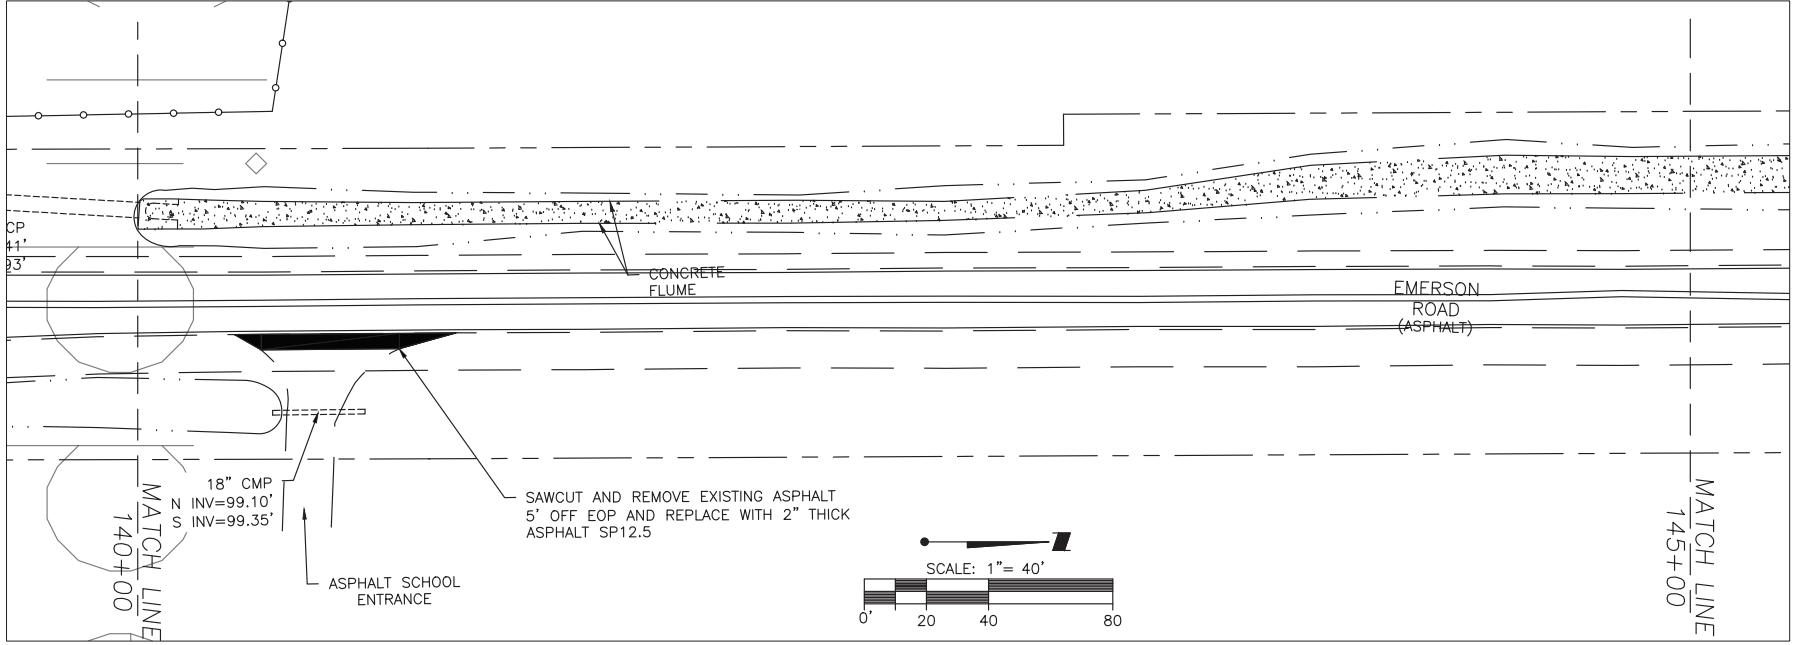 CP
41'
93'
CONCRETE
FLUME
EMERSON
ROAD
(ASPHALT)
18" CMP
N INV=99.10'
S INV=99.35'
MATCH LINE
140+00
SAWCUT AND REMOVE EXISTING ASPHALT
5' OFF EOP AND REPLACE WITH 2" THICK
ASPHALT SP12.5
ASPHALT SCHOOL
ENTRANCE
SCALE: 1"= 40'
0' 20 40 80
MATCH LINE
145+00